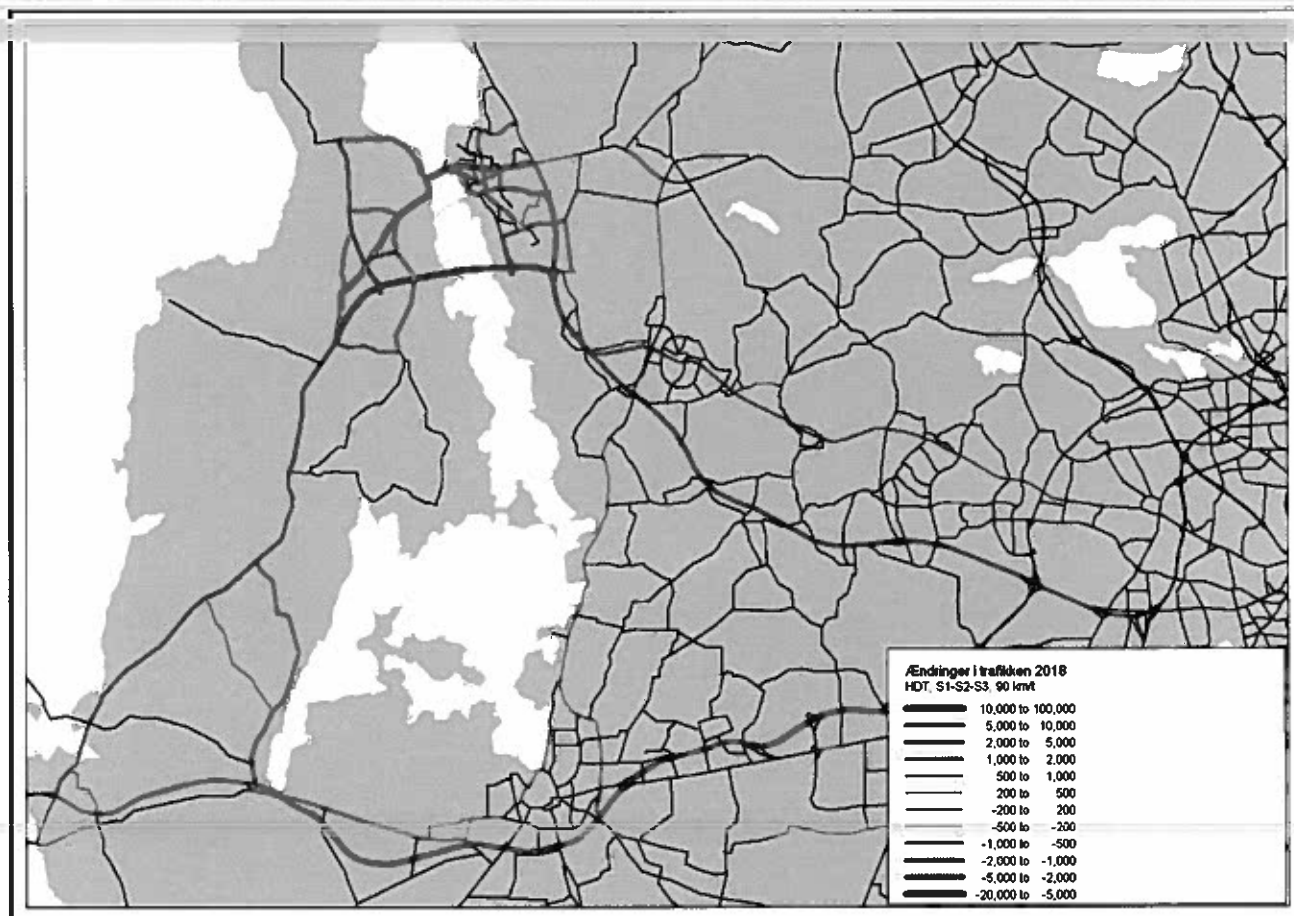 Ændringer i trafikken 2018
HDT, S1-S2-S3, 90 km/t
10,000 to 100,000
5,000 to 10,000
2,000 to 5,000
1,000 to 2,000
500 to 1,000
200 to 500
-200 to 200
-500 to -200
-1,000 to -500
-2,000 to -1,000
-5,000 to -2,000
-20,000 to -5,000